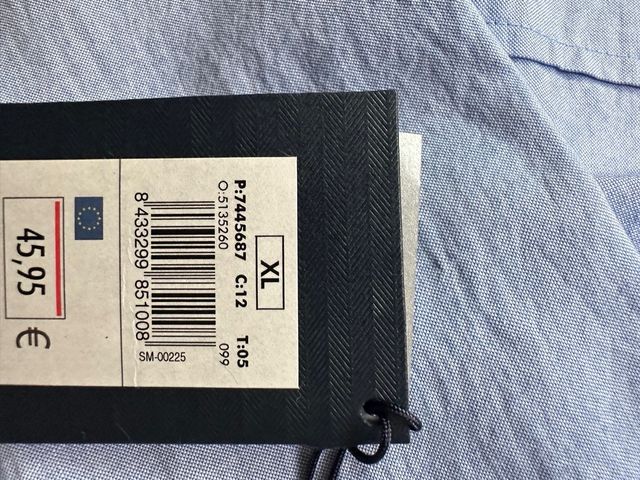 XL
P:7445687 C:12 T:05
O:5135260 099
8 433299 851008
SM-00225
45,95 €